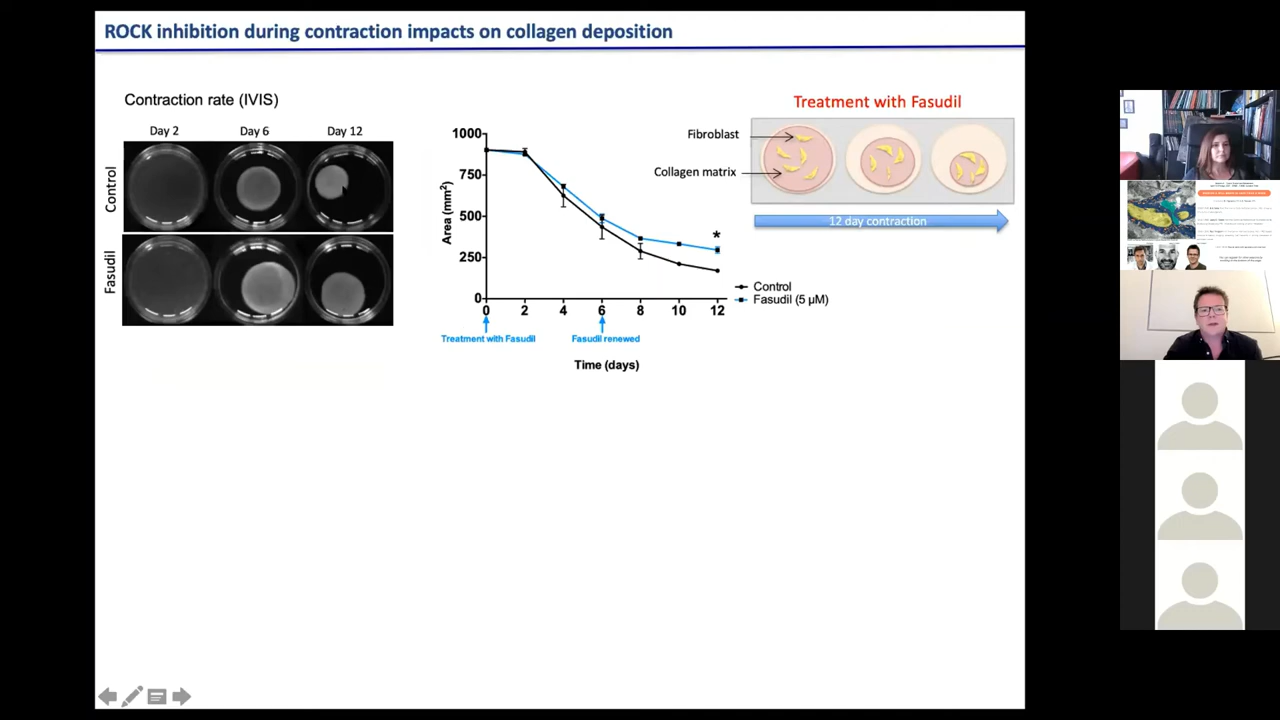 ROCK inhibition during contraction impacts on collagen deposition
Contraction rate (IVIS)
Day 2
Day 6
Day 12
Control
Fasudil
1000
750
500
250
0
Area (mm²)
*
0
2
4
6
8
10
12
Treatment with Fasudil
Fasudil renewed
Time (days)
Control
Fasudil (5 µM)
Treatment with Fasudil
Fibroblast
Collagen matrix
12 day contraction